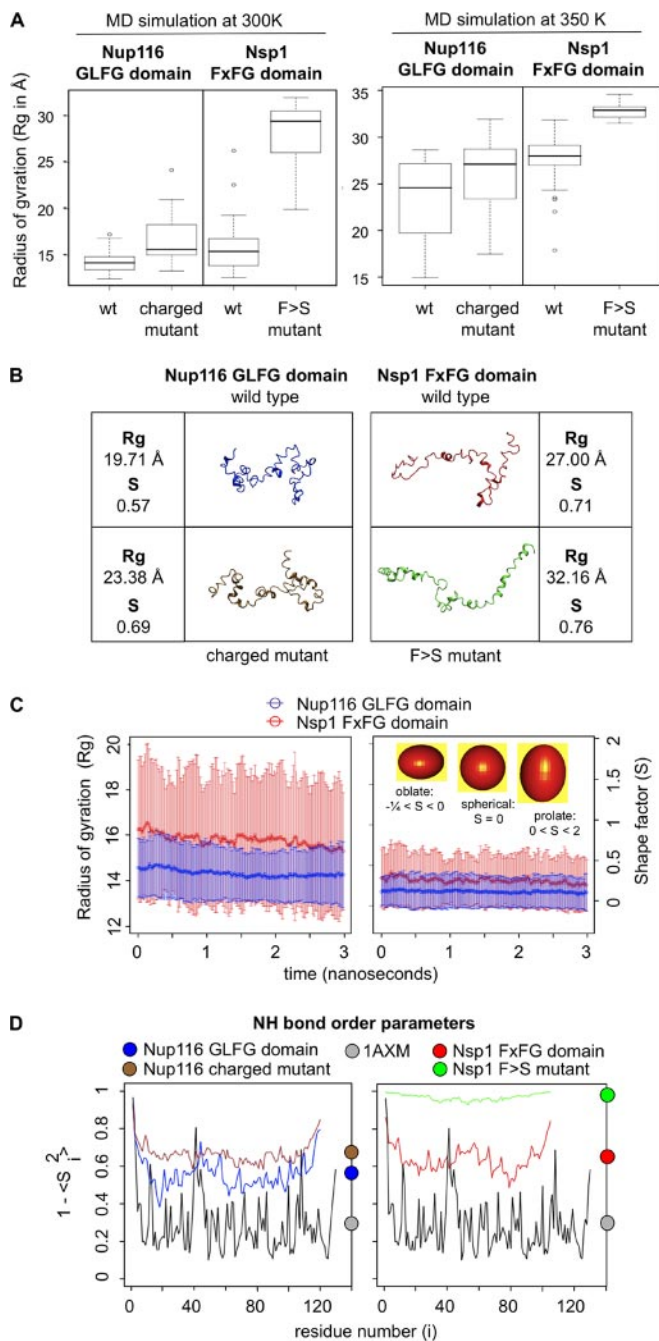 A
MD simulation at 300K
MD simulation at 350 K
Nup116
GLFG domain
Nsp1
FxFG domain
Nup116
GLFG domain
Nsp1
FxFG domain
Radius of gyration (Rg in Å)
30
25
20
15
35
30
25
20
15
wt
charged
mutant
wt
F>S
mutant
wt
charged
mutant
wt
F>S
mutant
B
Nup116 GLFG domain
wild type
Nsp1 FxFG domain
wild type
Rg
19.71 Å
S
0.57
Rg
27.00 Å
S
0.71
Rg
23.38 Å
S
0.69
Rg
32.16 Å
S
0.76
charged mutant
F>S mutant
C
Nup116 GLFG domain
Nsp1 FxFG domain
Radius of gyration (Rg)
20
18
16
14
12
oblate:
-¼ < S < 0
spherical:
S = 0
prolate:
0 < S < 2
2
1.5
1
0.5
0
Shape factor (S)
0 1 2 3
0 1 2 3
time (nanoseconds)
D
NH bond order parameters
Nup116 GLFG domain
1AXM
Nsp1 FxFG domain
Nup116 charged mutant
Nsp1 F>S mutant
1 - <S²ᵢ>
1
0.8
0.6
0.4
0.2
0
0 40 80 120
0 40 80 120
residue number (i)